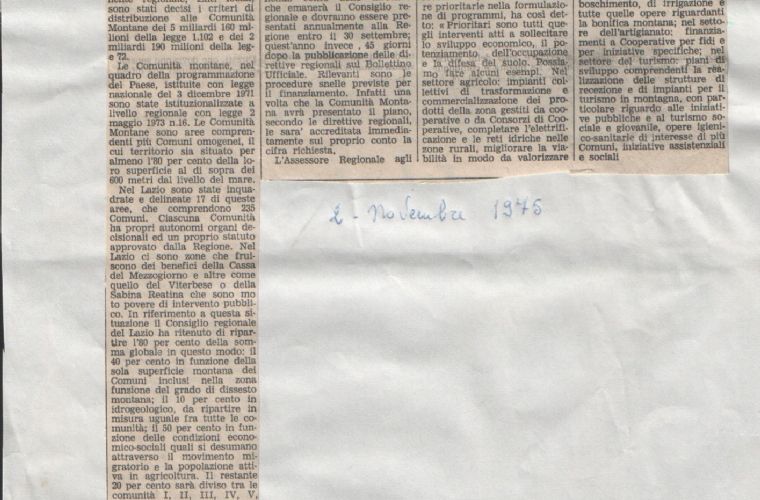 sono stati decisi i criteri di
distribuzione alle Comunità
Montane dei 5 miliardi 160 mi-
lioni della legge 1.102 e dei 2
miliardi 190 milioni della leg-
ge 72.
Le Comunità montane, nel
quadro della programmazione
del Paese, istituite con legge
nazionale del 3 dicembre 1971
sono state istituzionalizzate a
livello regionale con legge 2
maggio 1973 n.16. Le Comunità
Montane sono aree compren-
denti più Comuni omogenei, il
cui territorio sia situato per
almeno l'80 per cento della lo-
ro superficie al di sopra dei
600 metri dal livello del mare.
Nel Lazio sono state inqua-
drate e delineate 17 di queste
aree, che comprendono 235
Comuni. Ciascuna Comunità
ha propri autonomi organi de-
cisionali ed un proprio statuto
approvato dalla Regione. Nel
Lazio ci sono zone che frui-
scono dei benefici della Cassa
del Mezzogiorno e altre come
quello del Viterbese o della
Sabina Reatina che sono mo
to povere di intervento pubbli-
co. In riferimento a questa si-
tuazione il Consiglio regionale
del Lazio ha ritenuto di ripar-
tire l'80 per cento della som-
ma globale in questo modo: il
40 per cento in funzione della
sola superficie montana dei
Comuni inclusi nella zona
funzione del grado di dissesto
montana; il 10 per cento in
idrogeologico, da ripartire in
misura uguale fra tutte le co-
munità; il 50 per cento in fun-
zione delle condizioni econo-
mico-sociali quali si desumano
attraverso il movimento mi-
gratorio e la popolazione atti-
va in agricoltura. Il restante
20 per cento sarà diviso tra le
comunità I, II, III, IV, V,
che emanerà il Consiglio re-
gionale e dovranno essere pre-
sentati annualmente alla Re-
gione entro il 30 settembre;
quest'anno invece, 45 giorni
dopo la pubblicazione delle di-
rettive regionali sul Bollettino
Ufficiale. Rilevanti sono le
procedure snelle previste per
il finanziamento. Infatti una
volta che la Comunità Monta-
na avrà presentato il piano,
secondo le direttive regionali,
le sara' accreditata immedia-
tamente sul proprio conto la
cifra richiesta.
L'Assessore Regionale agli
re prioritarie nella formulazio-
ne di programmi, ha così det-
to: «Prioritari sono tutti que-
gli interventi atti a sollecitare
lo sviluppo economico, il po-
tenziamento dell'occupazione
e la difesa del suolo. Possia-
mo fare alcuni esempi. Nel
settore agricolo: impianti col-
lettivi di trasformazione e
commercializzazione dei pro-
dotti della zona gestiti da coo-
perative o da Consorzi di Coo-
perative, completare l'elettrifi-
cazione e le reti idriche nelle
zone rurali, migliorare la via-
bilità in modo da valorizzare
boschimento, di irrigazione e
tutte quelle opere riguardanti
la bonifica montana; nel setto-
re dell'artigianato; finanzia-
menti a Cooperative per fidi e
per iniziative specifiche; nel
settore del turismo: piani di
sviluppo comprendenti la rea-
lizzazione delle strutture di
recezione e di impianti per il
turismo in montagna, con par-
ticolare riguardo alle iniziati-
ve pubbliche e al turismo so-
ciale e giovanile, opere igieni-
co-sanitarie di interesse di più
Comuni, iniziative assistenziali
e sociali
2 - Novembre 1975